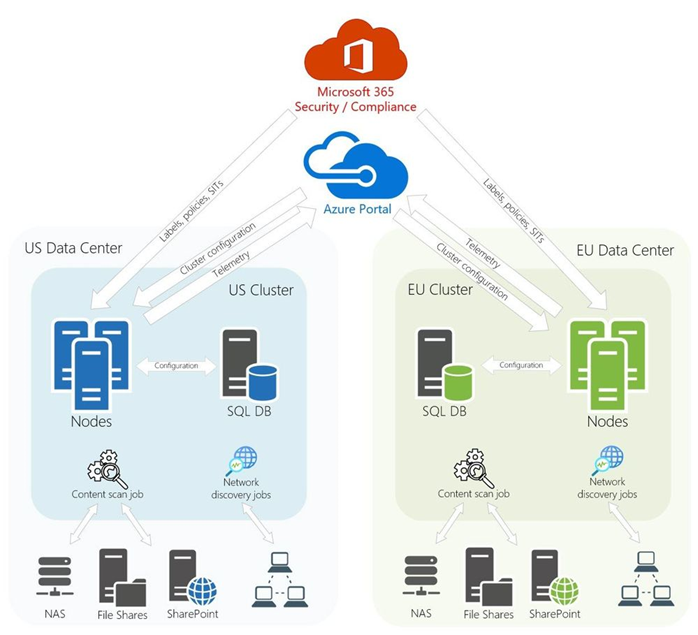 Microsoft 365
Security / Compliance
Azure Portal
Labels, policies, SITs
Cluster configuration
Telemetry
Labels, policies, SITs
Telemetry
Cluster configuration
US Data Center
US Cluster
Nodes
Configuration
SQL DB
Content scan job
Network
discovery jobs
NAS
File Shares
SharePoint
EU Data Center
EU Cluster
SQL DB
Configuration
Nodes
Content scan job
Network
discovery jobs
NAS
File Shares
SharePoint